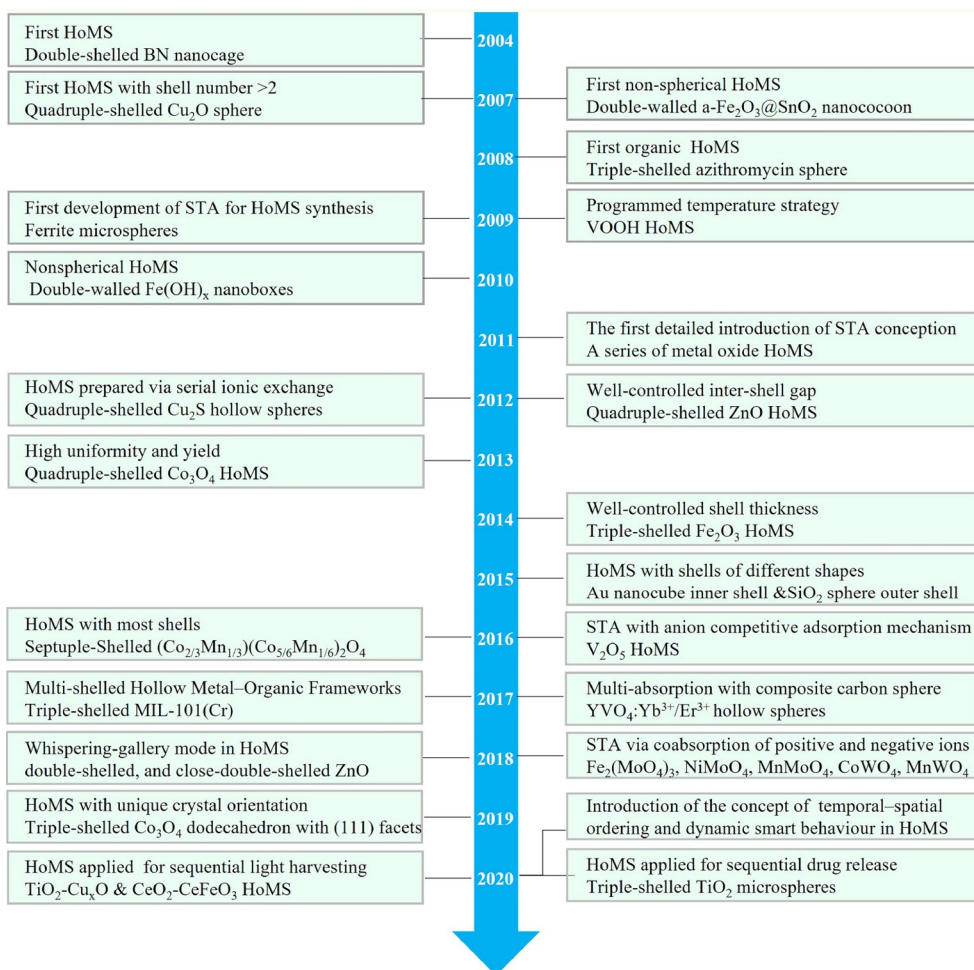 First HoMS
Double-shelled BN nanocage
2004
First HoMS with shell number >2
Quadruple-shelled Cu₂O sphere
2007
First non-spherical HoMS
Double-walled a-Fe₂O₃@SnO₂ nanococoon
2008
First organic HoMS
Triple-shelled azithromycin sphere
First development of STA for HoMS synthesis
Ferrite microspheres
2009
Programmed temperature strategy
VOOH HoMS
Nonspherical HoMS
Double-walled Fe(OH)ₓ nanoboxes
2010
2011
The first detailed introduction of STA conception
A series of metal oxide HoMS
HoMS prepared via serial ionic exchange
Quadruple-shelled Cu₂S hollow spheres
2012
Well-controlled inter-shell gap
Quadruple-shelled ZnO HoMS
High uniformity and yield
Quadruple-shelled Co₃O₄ HoMS
2013
2014
Well-controlled shell thickness
Triple-shelled Fe₂O₃ HoMS
2015
HoMS with shells of different shapes
Au nanocube inner shell &SiO₂ sphere outer shell
HoMS with most shells
Septuple-Shelled (Co₂/₃Mn₁/₃)(Co₅/₆Mn₁/₆)₂O₄
2016
STA with anion competitive adsorption mechanism
V₂O₅ HoMS
Multi-shelled Hollow Metal–Organic Frameworks
Triple-shelled MIL-101(Cr)
2017
Multi-absorption with composite carbon sphere
YVO₄:Yb³⁺/Er³⁺ hollow spheres
Whispering-gallery mode in HoMS
double-shelled, and close-double-shelled ZnO
2018
STA via coabsorption of positive and negative ions
Fe₂(MoO₄)₃, NiMoO₄, MnMoO₄, CoWO₄, MnWO₄
HoMS with unique crystal orientation
Triple-shelled Co₃O₄ dodecahedron with (111) facets
2019
Introduction of the concept of temporal–spatial
ordering and dynamic smart behaviour in HoMS
HoMS applied for sequential light harvesting
TiO₂-CuₓO & CeO₂-CeFeO₃ HoMS
2020
HoMS applied for sequential drug release
Triple-shelled TiO₂ microspheres